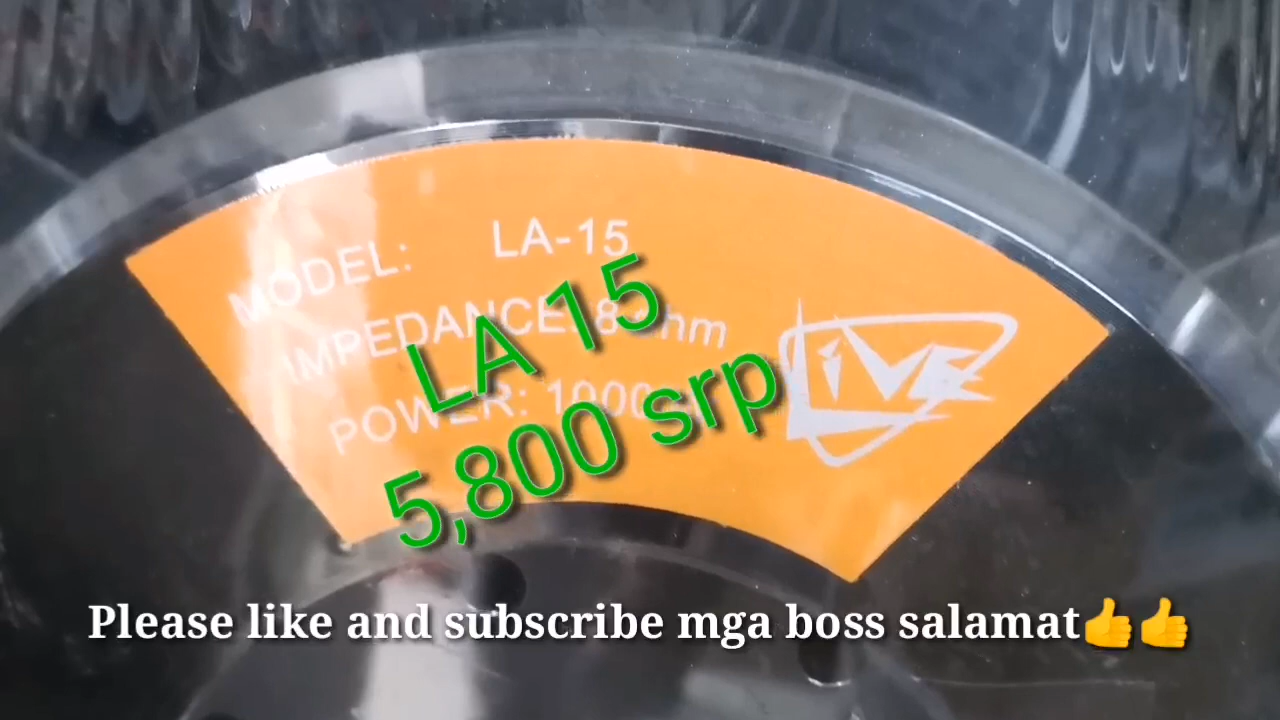 MODEL: LA-15
IMPEDANCE: 8 ohm
POWER: 1000
LIVE
LA 15
5,800 srp
Please like and subscribe mga boss salamat👍👍